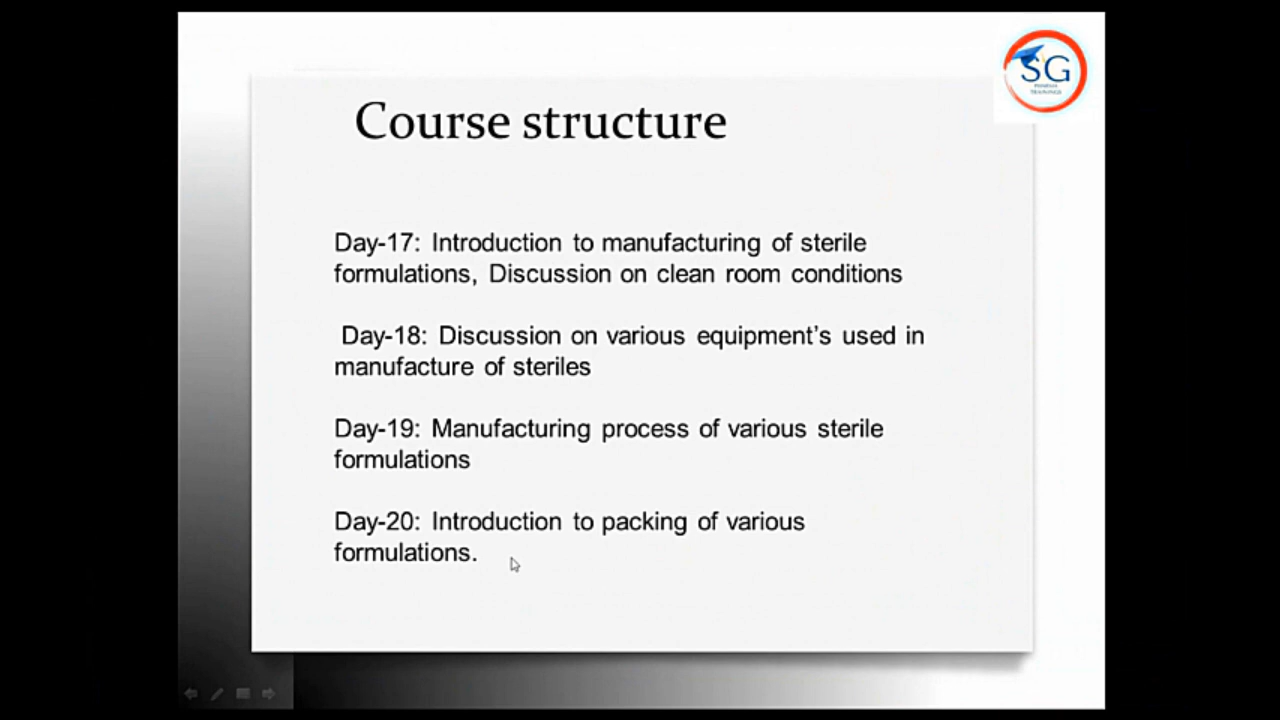 SG
PHARMA
TRAININGS
Course structure
Day-17: Introduction to manufacturing of sterile
formulations, Discussion on clean room conditions
Day-18: Discussion on various equipment’s used in
manufacture of steriles
Day-19: Manufacturing process of various sterile
formulations
Day-20: Introduction to packing of various
formulations.